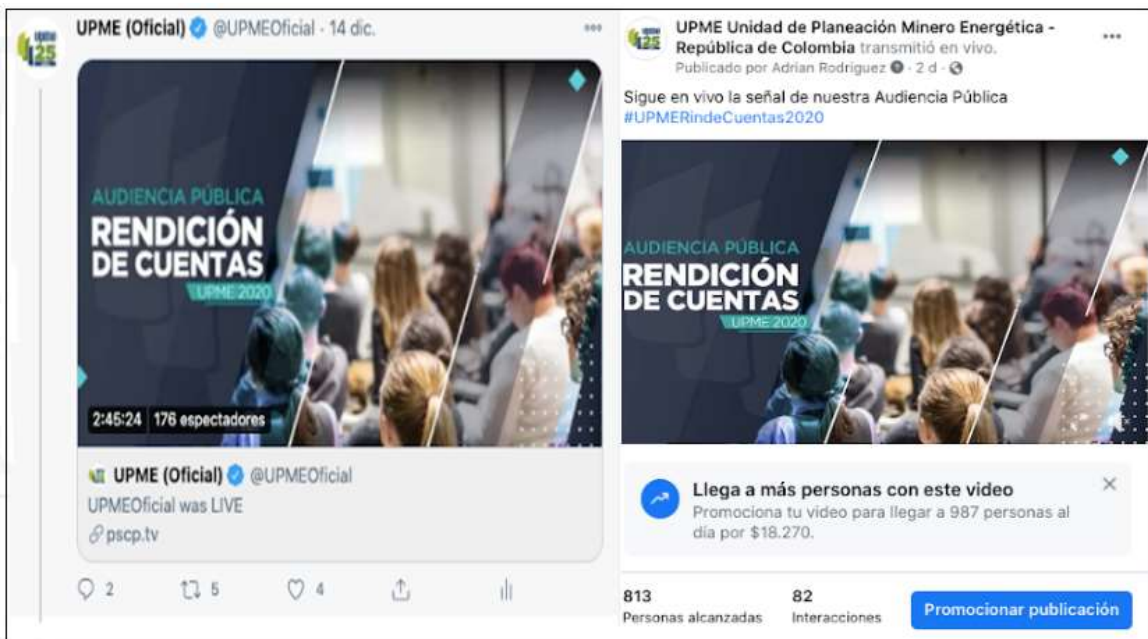 UPME (Oficial) @UPMEOficial · 14 dic.
upme
25
AUDIENCIA PÚBLICA
RENDICIÓN
DE CUENTAS
UPME 2020
2:45:24 176 espectadores
UPME (Oficial) @UPMEOficial
UPMEOficial was LIVE
pscp.tv
2 5 4
UPME Unidad de Planeación Minero Energética -
República de Colombia transmitió en vivo.
Publicado por Adrian Rodriguez · 2 d ·
upme
25
Sigue en vivo la señal de nuestra Audiencia Pública
#UPMERindeCuentas2020
AUDIENCIA PÚBLICA
RENDICIÓN
DE CUENTAS
UPME 2020
Llega a más personas con este video
Promociona tu video para llegar a 987 personas al
día por $18.270.
813 82
Personas alcanzadas Interacciones
Promocionar publicación